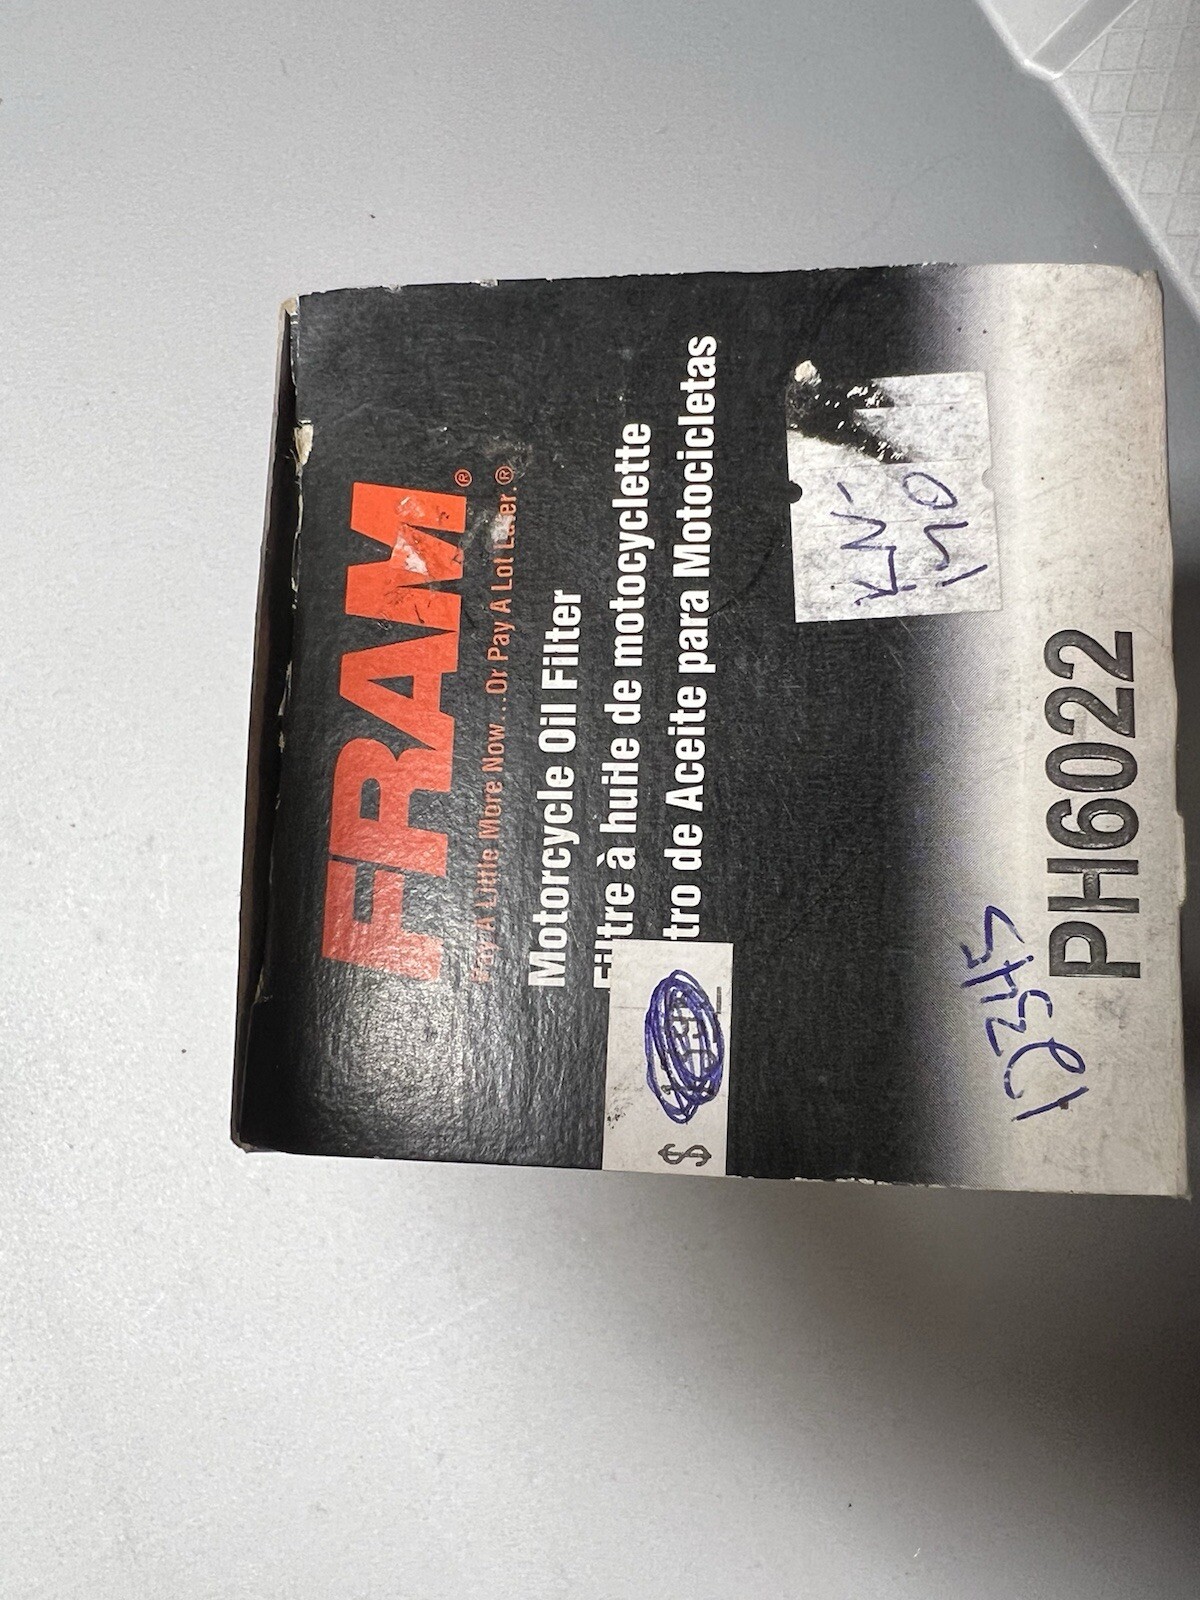 FRAM®
Pay A Little More Now...Or Pay A Lot Later.®
Motorcycle Oil Filter
Filtre à huile de motocyclette
tro de Aceite para Motocicletas
$
KN-
140
PH6022